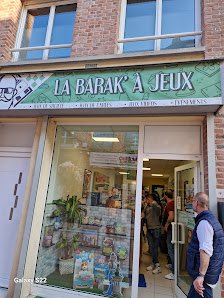 LA BARAK' À JEUX
JEUX DE SOCIÉTÉ • JEUX DE CARTES • JEUX VIDÉOS • ÉVÉNEMENTS
Galaxy S22